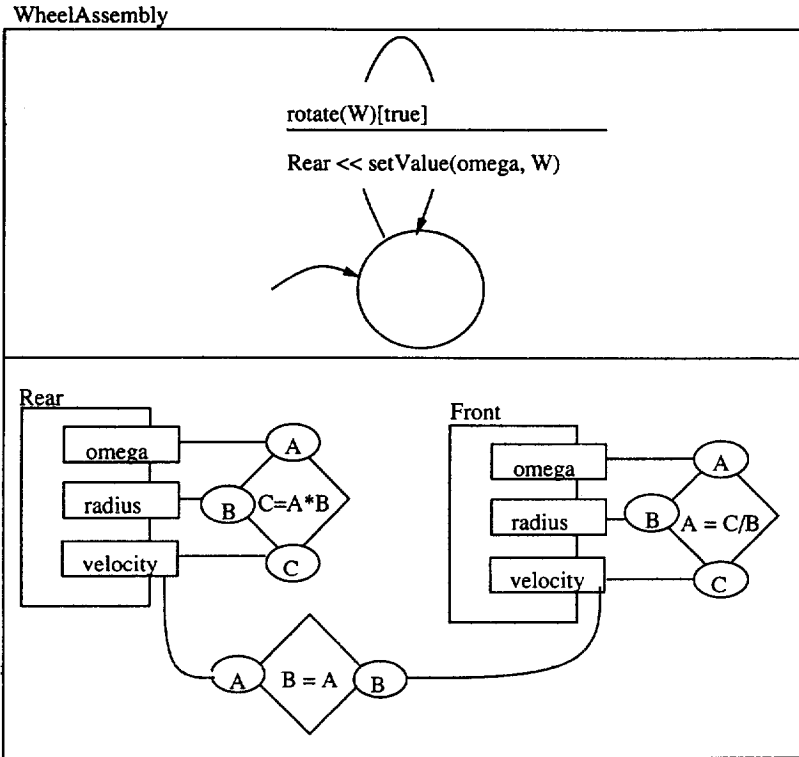 WheelAssembly
rotate(W)[true]
Rear << setValue(omega, W)
Rear
omega
radius
velocity
A
B
C=A*B
C
Front
omega
radius
velocity
A
B
A = C/B
C
A
B = A
B